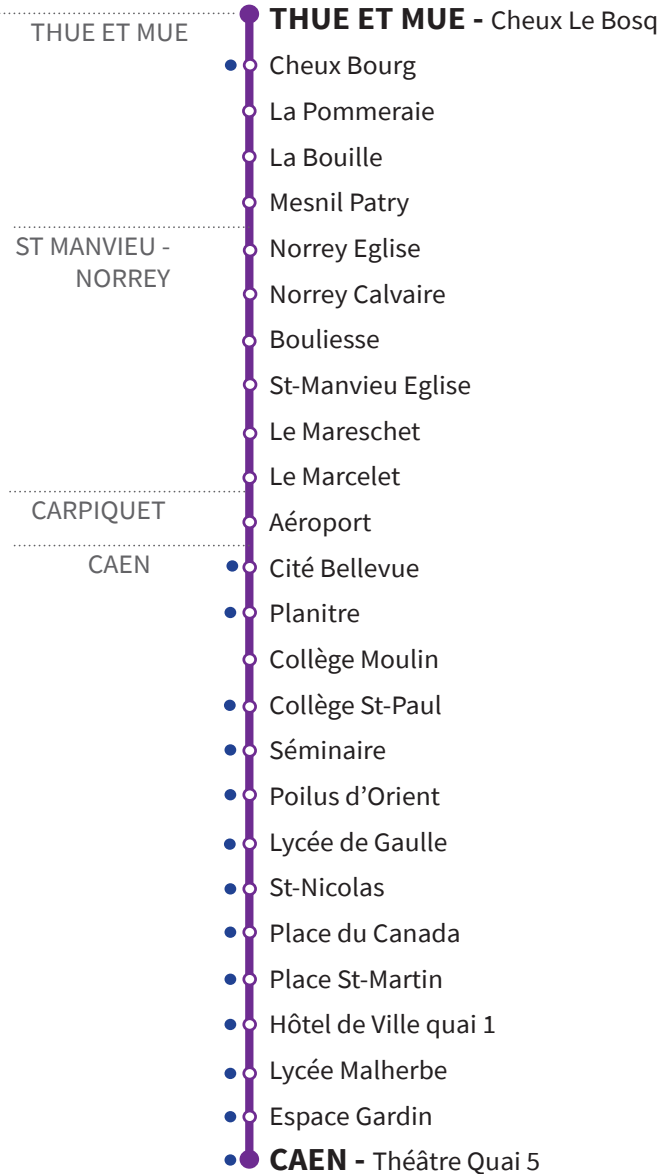 THUE ET MUE - Cheux Le Bosq
THUE ET MUE
Cheux Bourg
La Pommeraie
La Bouille
Mesnil Patry
ST MANVIEU -
NORREY
Norrey Eglise
Norrey Calvaire
Bouliesse
St-Manvieu Eglise
Le Mareschet
Le Marcelet
CARPIQUET
Aéroport
CAEN
Cité Bellevue
Planitre
Collège Moulin
Collège St-Paul
Séminaire
Poilus d’Orient
Lycée de Gaulle
St-Nicolas
Place du Canada
Place St-Martin
Hôtel de Ville quai 1
Lycée Malherbe
Espace Gardin
CAEN - Théâtre Quai 5